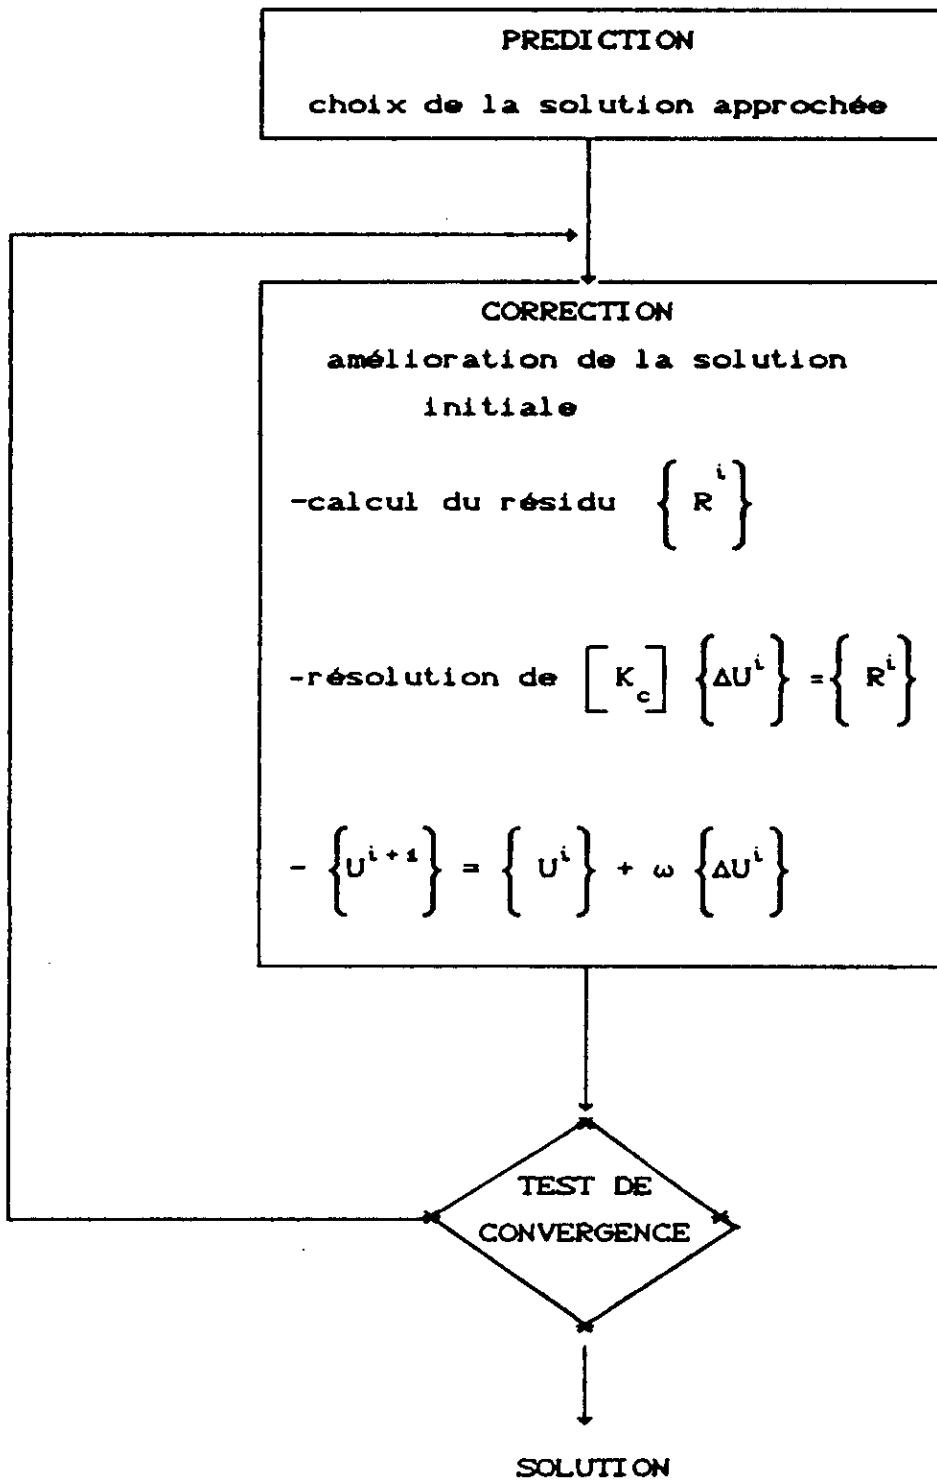 PREDICTION
choix de la solution approchée
CORRECTION
amélioration de la solution
initiale
-calcul du résidu { R^i }
-résolution de [ K_c ] { ΔU^i } = { R^i }
- { U^{i+1} } = { U^i } + ω { ΔU^i }
TEST DE
CONVERGENCE
SOLUTION